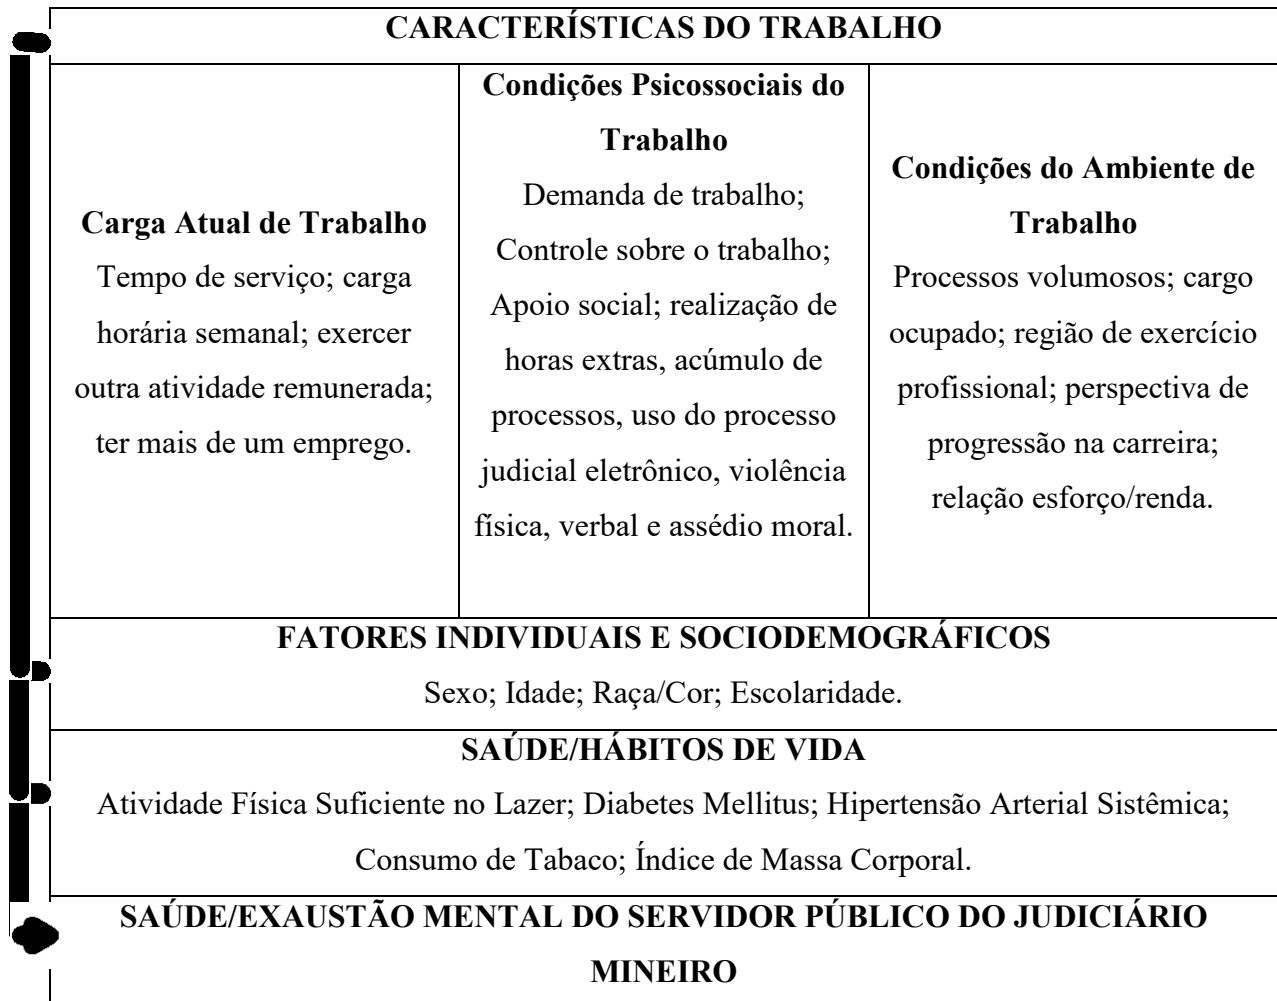 CARACTERÍSTICAS DO TRABALHO
Carga Atual de Trabalho
Tempo de serviço; carga
horária semanal; exercer
outra atividade remunerada;
ter mais de um emprego.
Condições Psicossociais do
Trabalho
Demanda de trabalho;
Controle sobre o trabalho;
Apoio social; realização de
horas extras, acúmulo de
processos, uso do processo
judicial eletrônico, violência
física, verbal e assédio moral.
Condições do Ambiente de
Trabalho
Processos volumosos; cargo
ocupado; região de exercício
profissional; perspectiva de
progressão na carreira;
relação esforço/renda.
FATORES INDIVIDUAIS E SOCIODEMOGRÁFICOS
Sexo; Idade; Raça/Cor; Escolaridade.
SAÚDE/HÁBITOS DE VIDA
Atividade Física Suficiente no Lazer; Diabetes Mellitus; Hipertensão Arterial Sistêmica;
Consumo de Tabaco; Índice de Massa Corporal.
SAÚDE/EXAUSTÃO MENTAL DO SERVIDOR PÚBLICO DO JUDICIÁRIO
MINEIRO